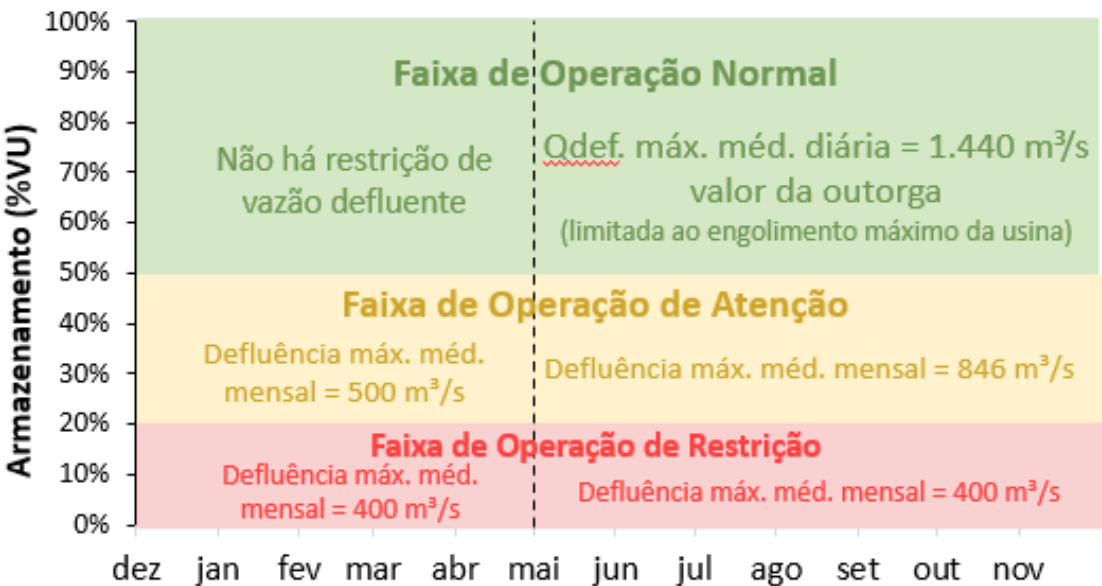 Armazenamento (%VU)
100%
90%
80%
70%
60%
50%
40%
30%
20%
10%
0%
Faixa de Operação Normal
Não há restrição de
vazão defluente
Qdef. máx. méd. diária = 1.440 m³/s
valor da outorga
(limitada ao engolimento máximo da usina)
Faixa de Operação de Atenção
Defluência máx. méd.
mensal = 500 m³/s
Defluência máx. méd. mensal = 846 m³/s
Faixa de Operação de Restrição
Defluência máx. méd.
mensal = 400 m³/s
Defluência máx. méd. mensal = 400 m³/s
dez jan fev mar abr mai jun jul ago set out nov